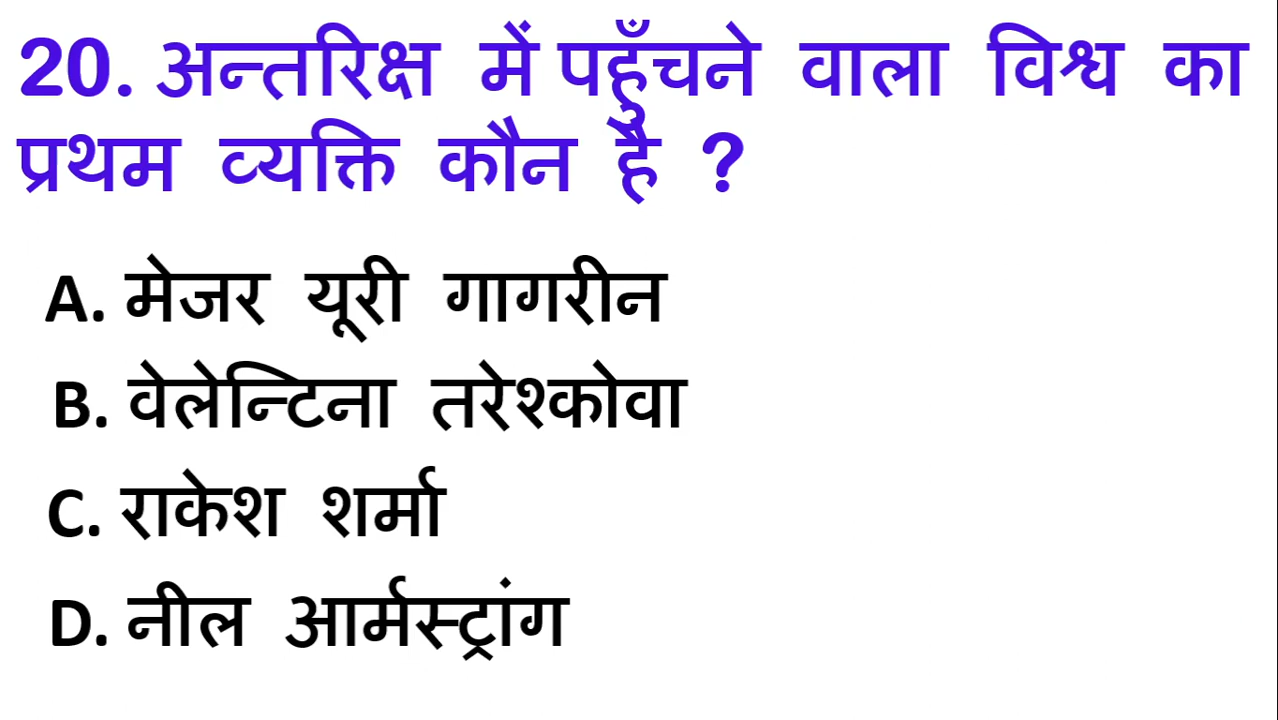 20. अन्तरिक्ष में पहुँचने वाला विश्व का
प्रथम व्यक्ति कौन है ?
A. मेजर यूरी गागरीन
B. वेलेन्टिना तरेश्कोवा
C. राकेश शर्मा
D. नील आर्मस्ट्रांग